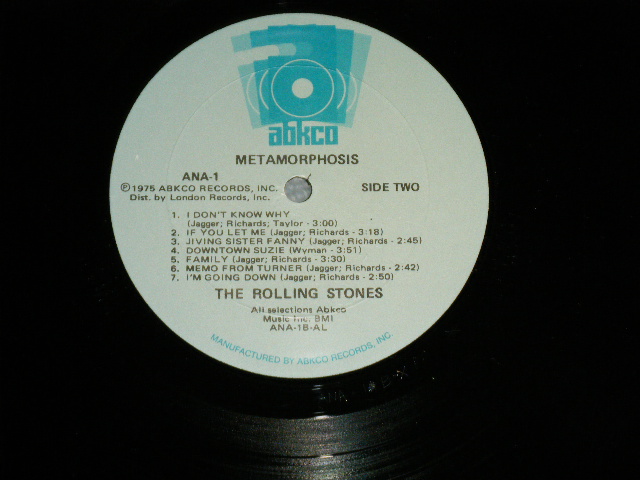 abkco
METAMORPHOSIS
ANA-1
℗1975 ABKCO RECORDS, INC. SIDE TWO
Dist. by London Records, Inc.
1. I DON'T KNOW WHY
(Jagger; Richards; Taylor - 3:00)
2. IF YOU LET ME (Jagger; Richards - 3:18)
3. JIVING SISTER FANNY (Jagger; Richards - 2:45)
4. DOWNTOWN SUZIE (Wyman - 3:51)
5. FAMILY (Jagger; Richards - 3:30)
6. MEMO FROM TURNER (Jagger; Richards - 2:42)
7. I'M GOING DOWN (Jagger; Richards - 2:50)
THE ROLLING STONES
All selections Abkco
Music Inc. BMI
ANA-1B-AL
MANUFACTURED BY ABKCO RECORDS, INC.